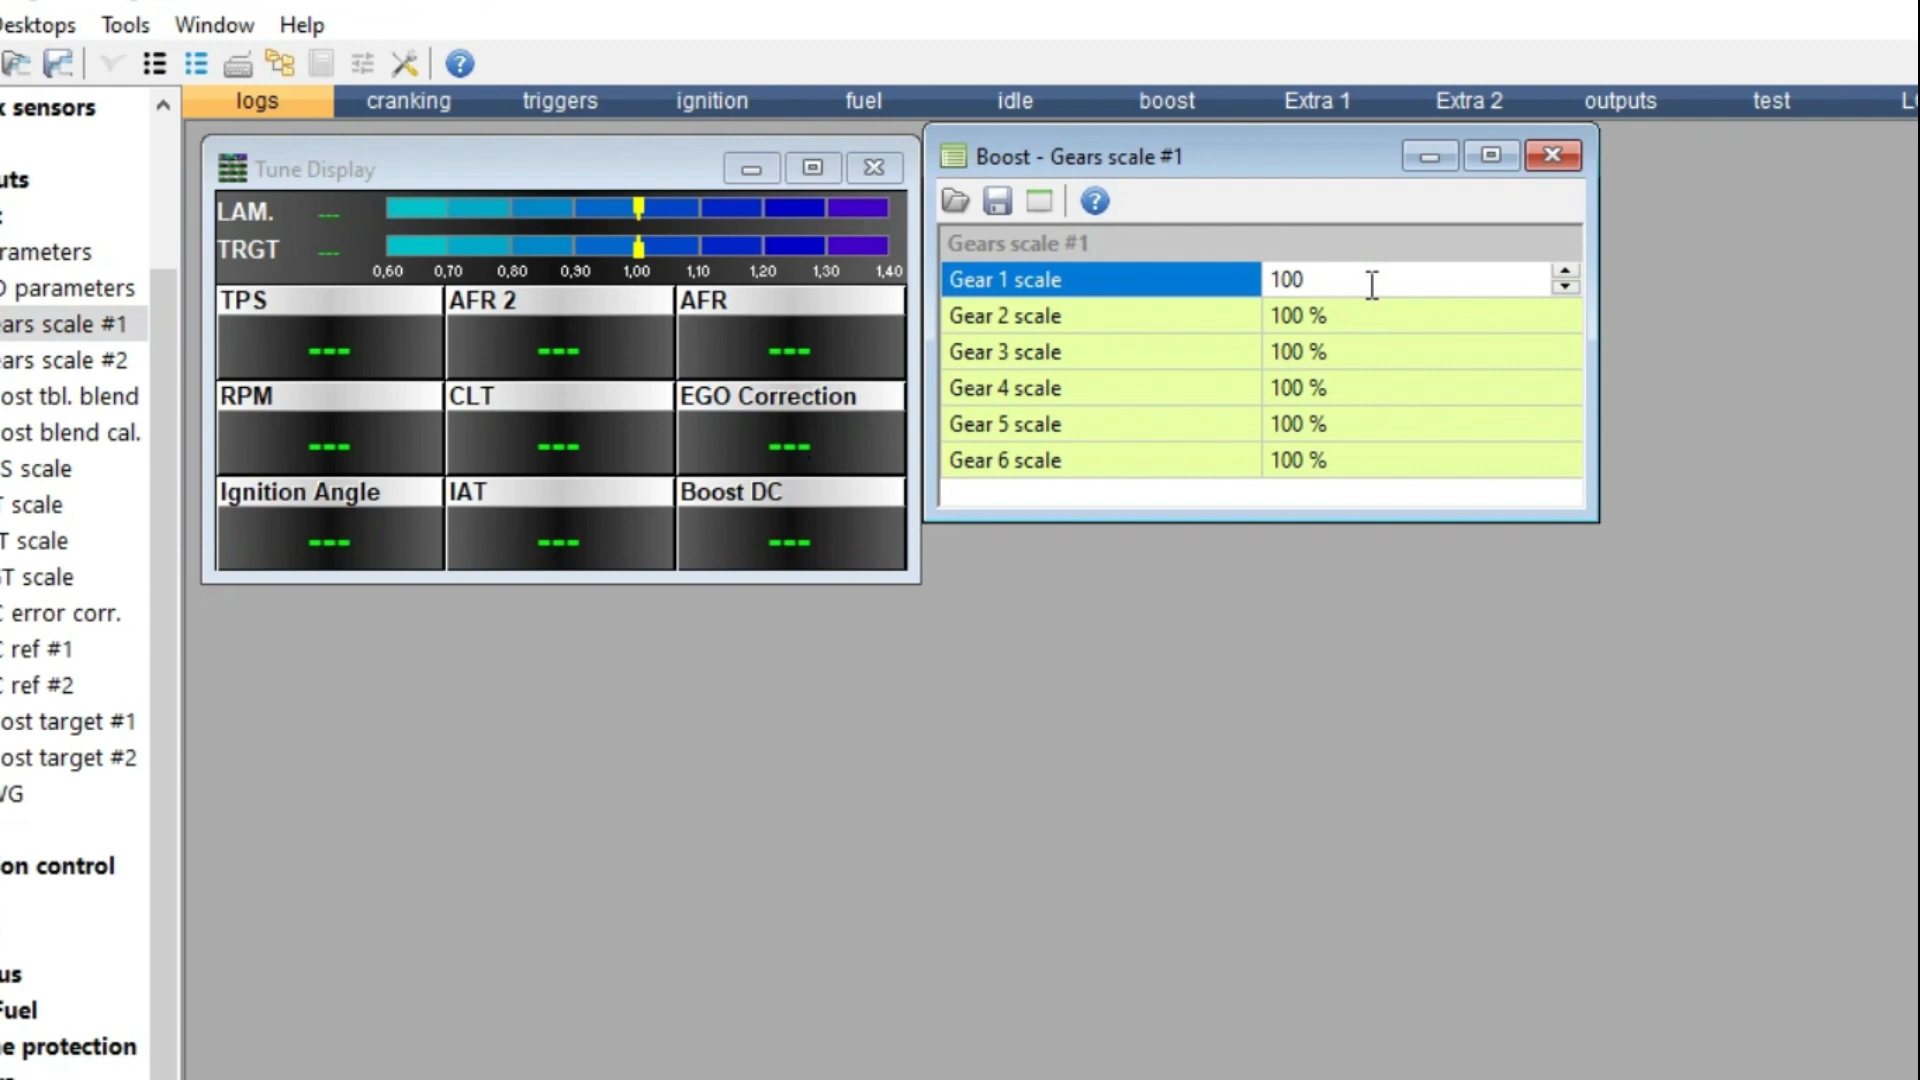 Desktops Tools Window Help
logs cranking triggers ignition fuel idle boost Extra 1 Extra 2 outputs test
x sensors
uts
rameters
D parameters
ears scale #1
ears scale #2
ost tbl. blend
ost blend cal.
S scale
T scale
T scale
GT scale
C error corr.
C ref #1
C ref #2
ost target #1
ost target #2
WG
on control
us
Fuel
e protection
Tune Display
LAM. ---
TRGT ---
0,60 0,70 0,80 0,90 1,00 1,10 1,20 1,30 1,40
TPS AFR 2 AFR
--- --- ---
RPM CLT EGO Correction
--- --- ---
Ignition Angle IAT Boost DC
--- --- ---
Boost - Gears scale #1
Gears scale #1
Gear 1 scale 100
Gear 2 scale 100 %
Gear 3 scale 100 %
Gear 4 scale 100 %
Gear 5 scale 100 %
Gear 6 scale 100 %